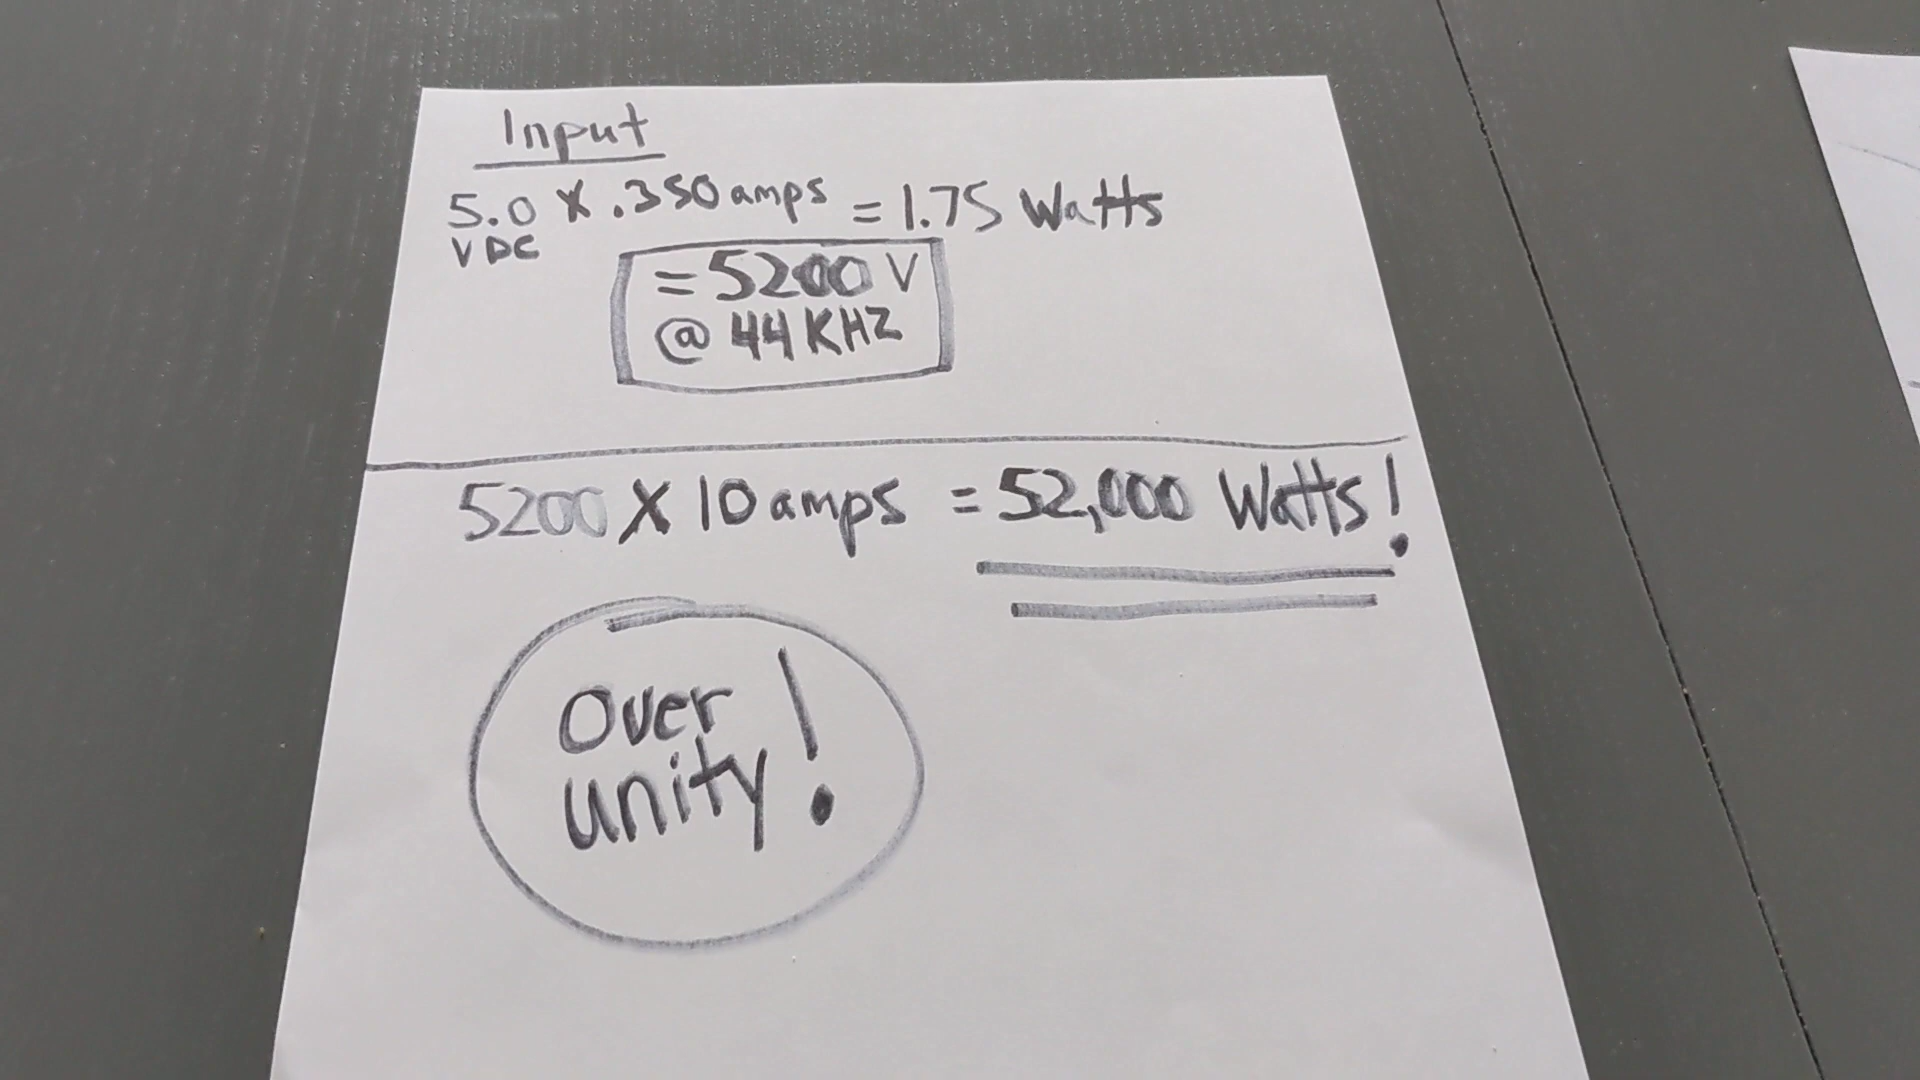 Input
5.0 X .350 amps = 1.75 Watts
VDC
= 5200 V
@ 44 KHZ
5200 X 10 amps = 52,000 Watts!
Over
unity!